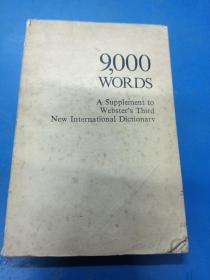 9,000
WORDS
A Supplement to
Webster's Third
New International Dictionary